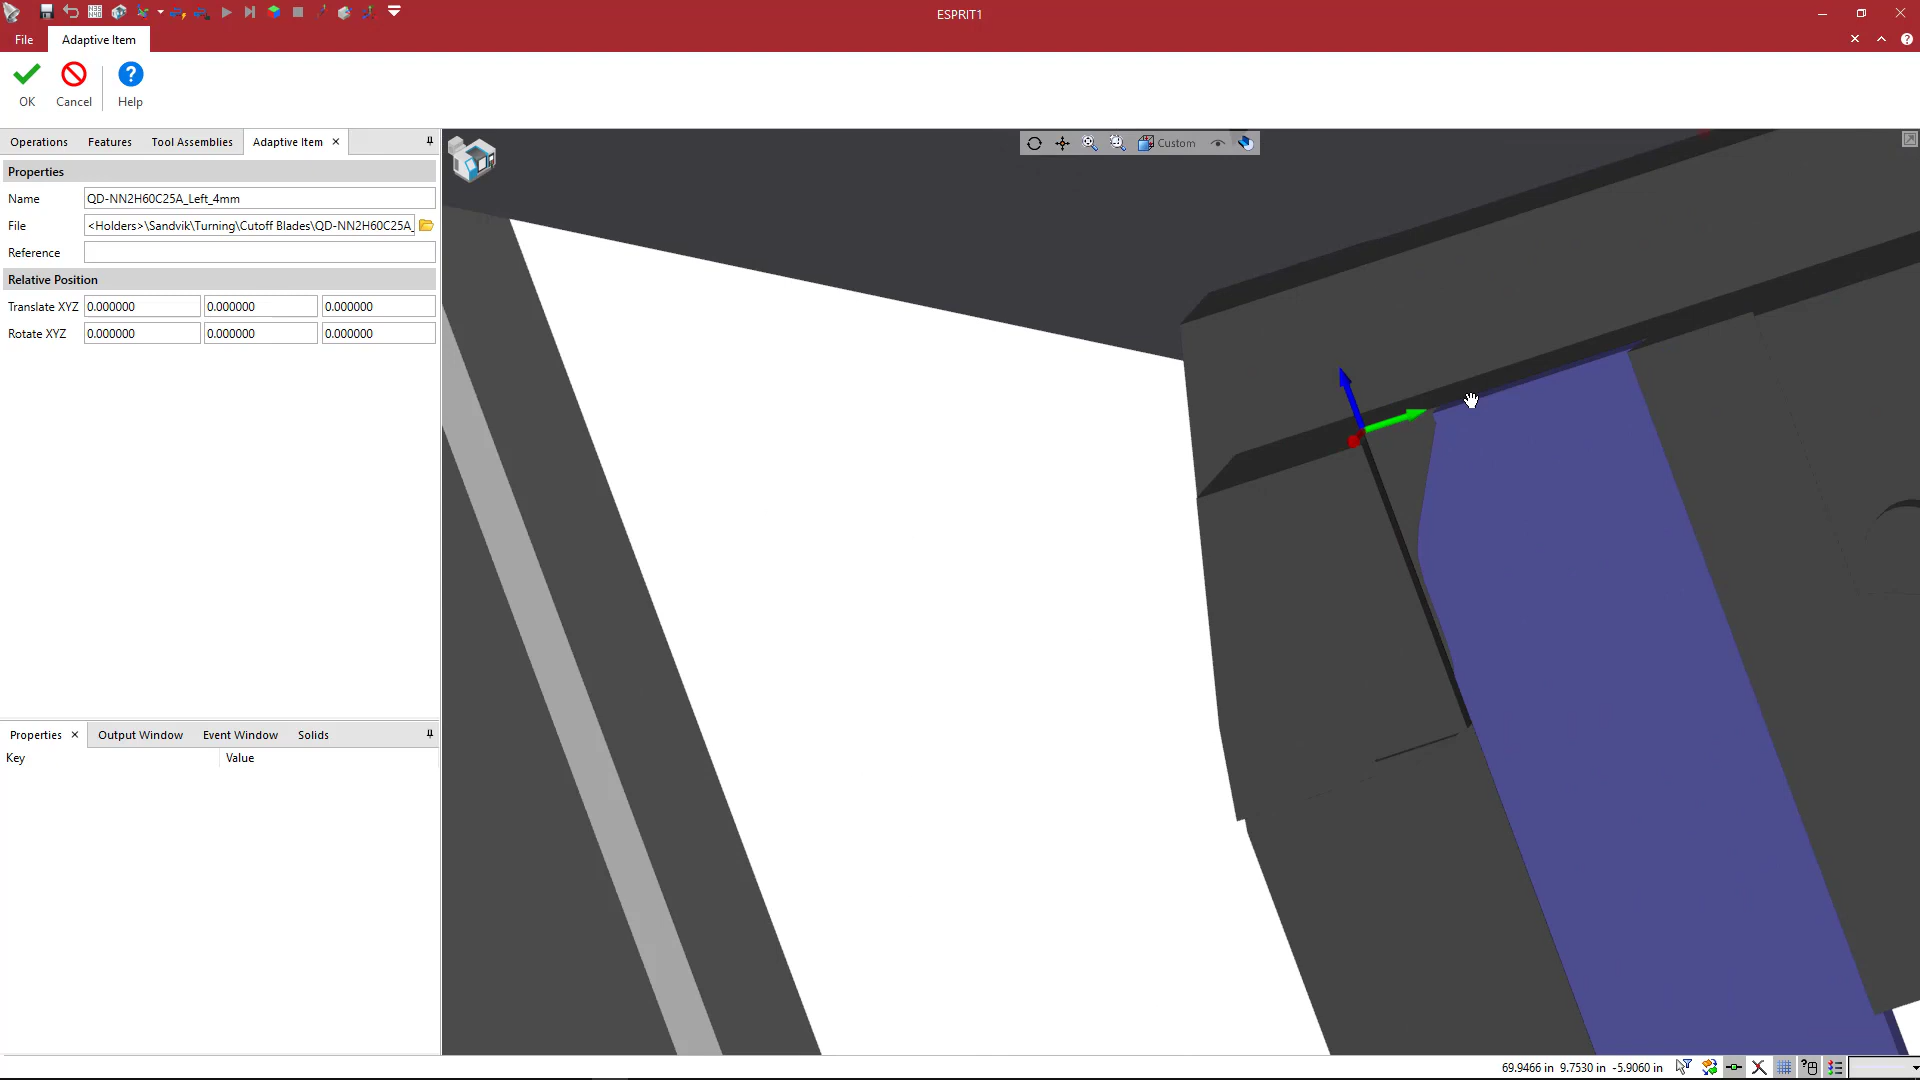 ESPRIT1
File
Adaptive Item
OK
Cancel
Help
Operations
Features
Tool Assemblies
Adaptive Item
Properties
Name
QD-NN2H60C25A_Left_4mm
File
<Holders>\Sandvik\Turning\Cutoff Blades\QD-NN2H60C25A_
Reference
Relative Position
Translate XYZ
0.000000
0.000000
0.000000
Rotate XYZ
0.000000
0.000000
0.000000
Custom
Properties
Output Window
Event Window
Solids
Key
Value
69.9466 in 9.7530 in -5.9060 in